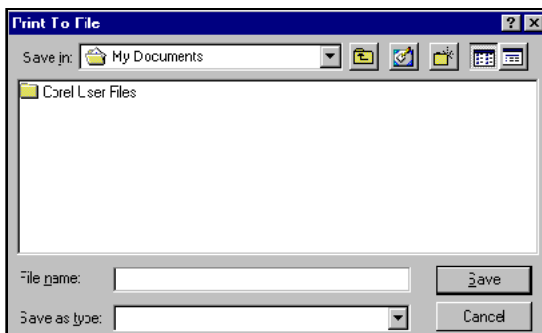 Print To File
Save in: My Documents
Corel User Files
File name: Save
Save as type: Cancel